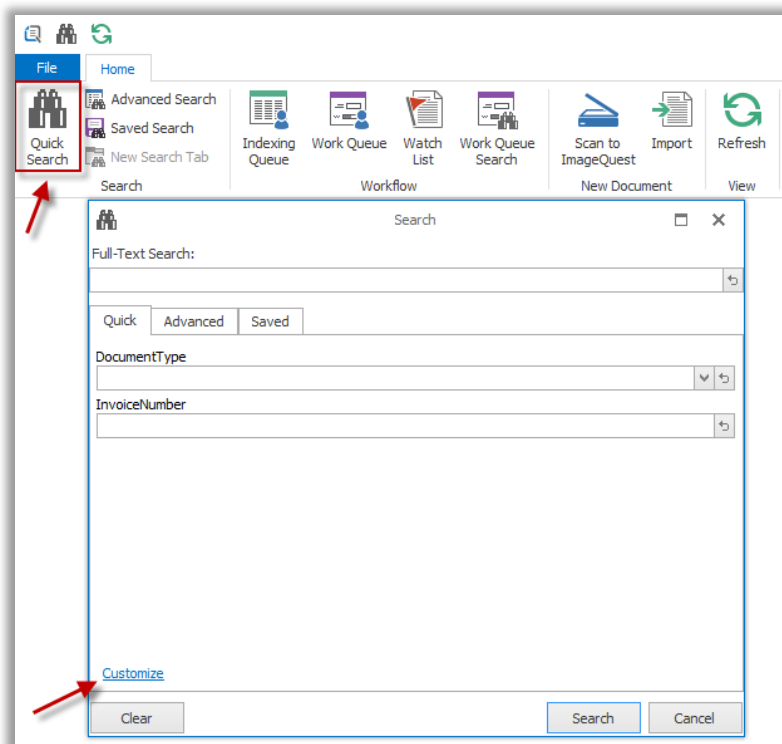 File
Home
Quick
Search
Advanced Search
Saved Search
New Search Tab
Search
Indexing
Queue
Work Queue
Watch
List
Work Queue
Search
Workflow
Scan to
ImageQuest
Import
New Document
Refresh
View
Search
Full-Text Search:
Quick
Advanced
Saved
DocumentType
InvoiceNumber
Customize
Clear
Search
Cancel